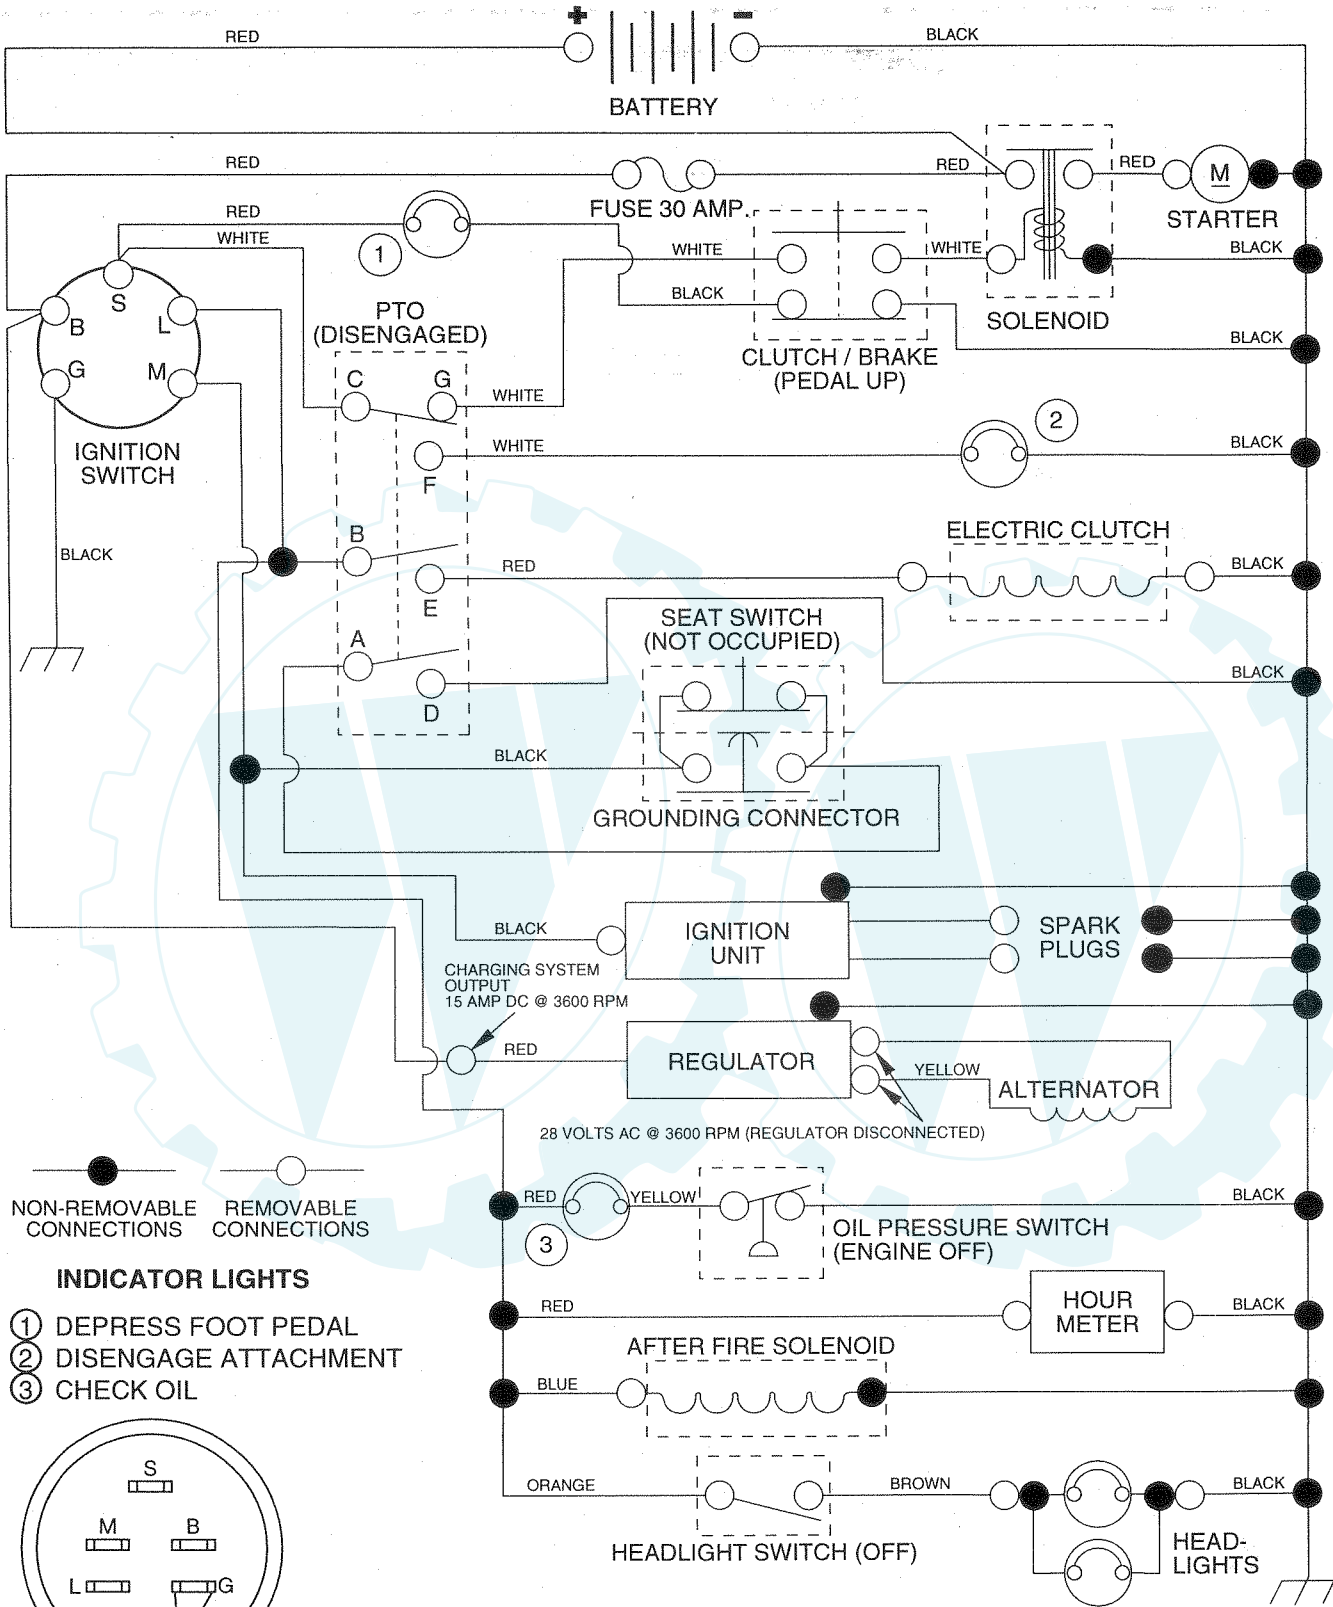 + -
RED
BLACK
BATTERY
RED
RED
RED
M
FUSE 30 AMP.
STARTER
RED
WHITE
1
WHITE
WHITE
BLACK
S
B
L
G
M
PTO
(DISENGAGED)
BLACK
SOLENOID
BLACK
CLUTCH / BRAKE
(PEDAL UP)
C
G
WHITE
IGNITION
SWITCH
WHITE
2
BLACK
F
BLACK
B
ELECTRIC CLUTCH
RED
BLACK
E
A
SEAT SWITCH
(NOT OCCUPIED)
BLACK
D
BLACK
GROUNDING CONNECTOR
BLACK
IGNITION
UNIT
SPARK
PLUGS
CHARGING SYSTEM
OUTPUT
15 AMP DC @ 3600 RPM
RED
REGULATOR
YELLOW
ALTERNATOR
28 VOLTS AC @ 3600 RPM (REGULATOR DISCONNECTED)
NON-REMOVABLE
CONNECTIONS
REMOVABLE
CONNECTIONS
RED
YELLOW
BLACK
3
OIL PRESSURE SWITCH
(ENGINE OFF)
INDICATOR LIGHTS
1 DEPRESS FOOT PEDAL
2 DISENGAGE ATTACHMENT
3 CHECK OIL
RED
HOUR
METER
BLACK
AFTER FIRE SOLENOID
BLUE
ORANGE
BROWN
BLACK
HEADLIGHT SWITCH (OFF)
HEAD-
LIGHTS
S
M
B
L
G